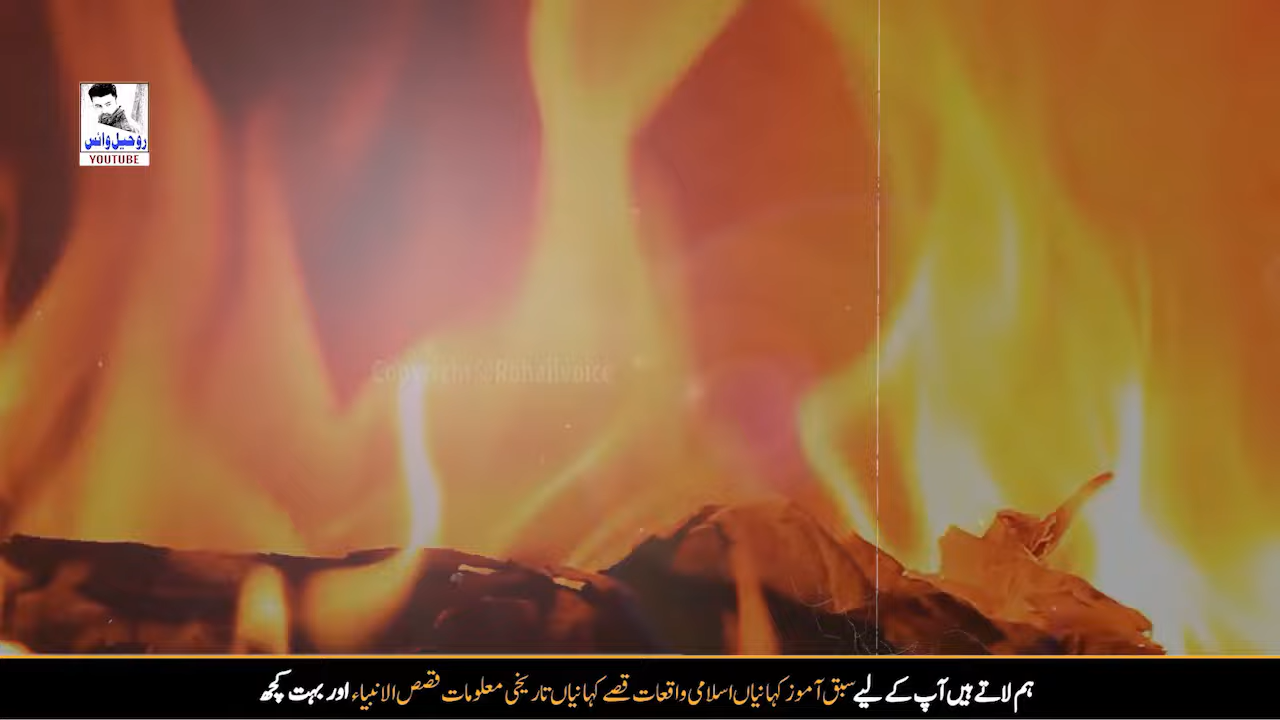 روحیل وائس
YOUTUBE
Copyright ©Rohailvoice
ہم لاتے ہیں آپ کے لیے سبق آموز کہانیاں اسلامی واقعات قصے کہانیاں تاریخی معلومات قصص الانبیاء اور بہت کچھ